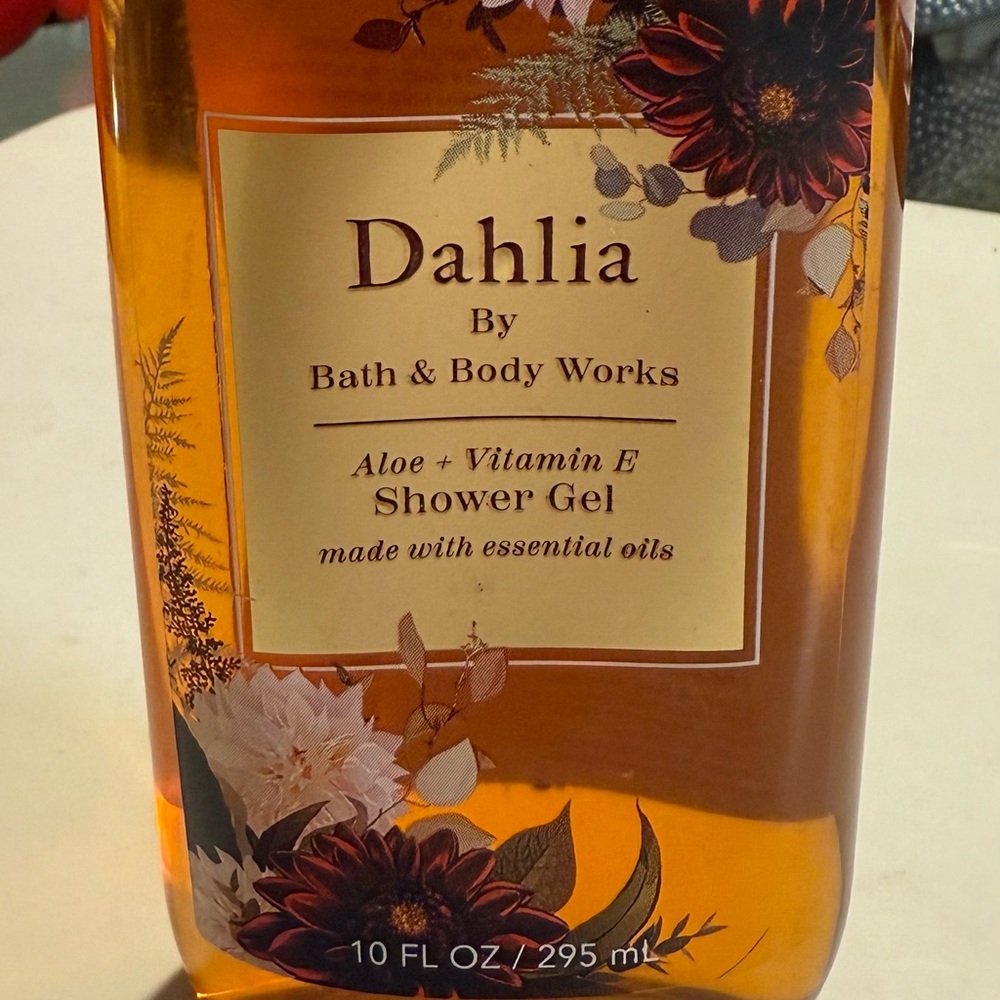 Dahlia
By
Bath & Body Works
Aloe + Vitamin E
Shower Gel
made with essential oils
10 FL OZ / 295 mL